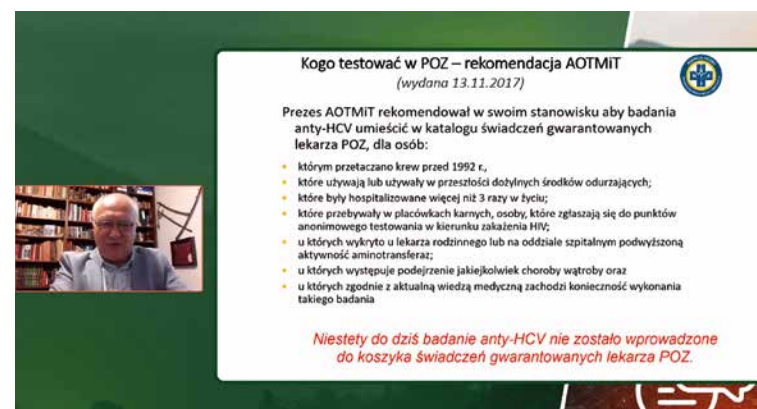 Kogo testować w POZ – rekomendacja AOTMiT
(wydana 13.11.2017)
Prezes AOTMiT rekomendował w swoim stanowisku aby badania
anty-HCV umieścić w katalogu świadczeń gwarantowanych
lekarza POZ, dla osób:
którym przetaczano krew przed 1992 r.,
które używają lub używały w przeszłości dożylnych środków odurzających;
które były hospitalizowane więcej niż 3 razy w życiu;
które przebywały w placówkach karnych, osoby, które zgłaszają się do punktów
anonimowego testowania w kierunku zakażenia HIV;
u których wykryto u lekarza rodzinnego lub na oddziale szpitalnym podwyższoną
aktywność aminotransferaz;
u których występuje podejrzenie jakiejkolwiek choroby wątroby oraz
u których zgodnie z aktualną wiedzą medyczną zachodzi konieczność wykonania
takiego badania
Niestety do dziś badanie anty-HCV nie zostało wprowadzone
do koszyka świadczeń gwarantowanych lekarza POZ.